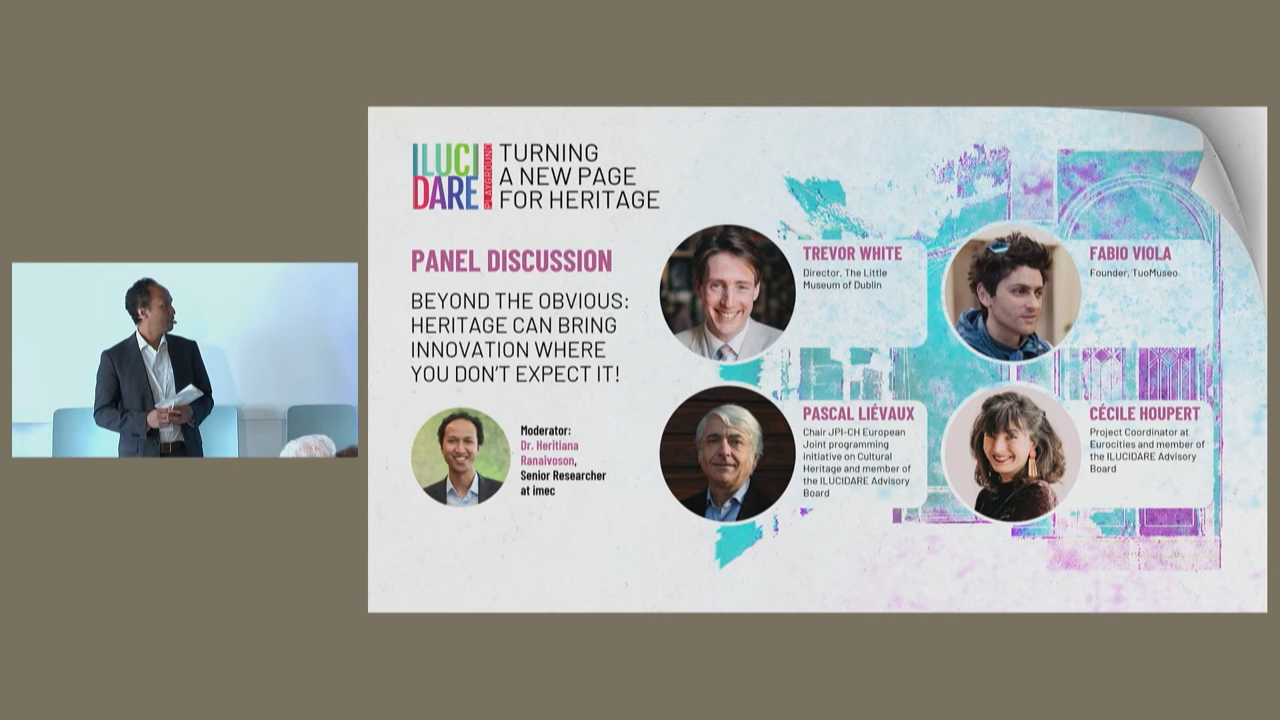 ILUCI
DARE
PLAYGROUND
TURNING
A NEW PAGE
FOR HERITAGE
PANEL DISCUSSION
BEYOND THE OBVIOUS:
HERITAGE CAN BRING
INNOVATION WHERE
YOU DON'T EXPECT IT!
Moderator:
Dr. Heritiana
Ranaivoson,
Senior Researcher
at imec
TREVOR WHITE
Director, The Little
Museum of Dublin
FABIO VIOLA
Founder, TuoMuseo
PASCAL LIÉVAUX
Chair JPI-CH European
Joint programming
initiative on Cultural
Heritage and member of
the ILUCIDARE Advisory
Board
CÉCILE HOUPERT
Project Coordinator at
Eurocities and member of
the ILUCIDARE Advisory
Board